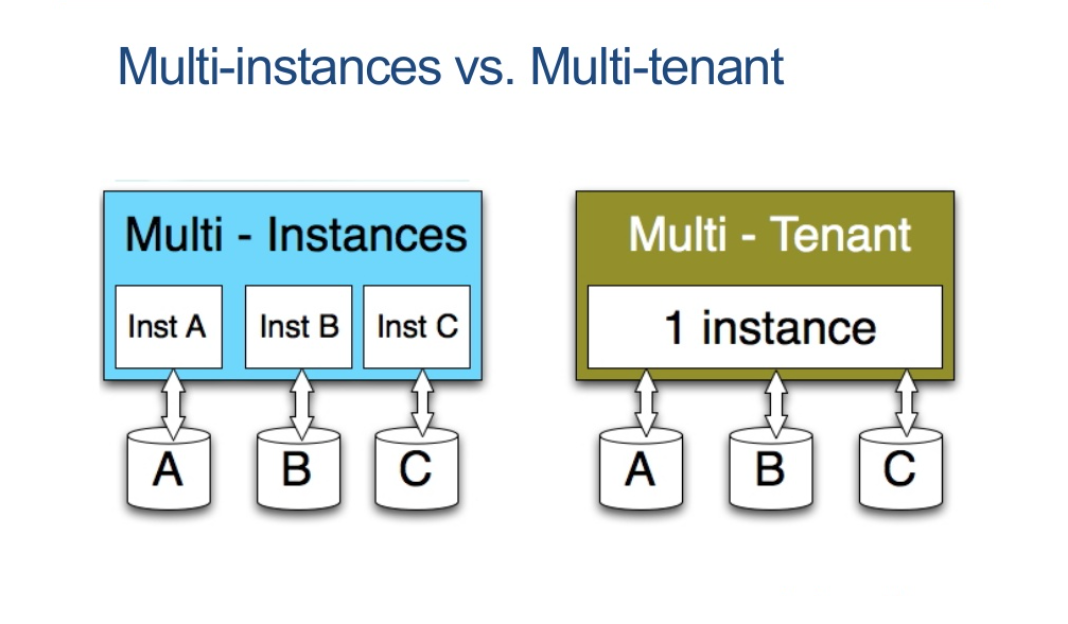 Multi-instances vs. Multi-tenant
Multi - Instances
Inst A Inst B Inst C
A B C
Multi - Tenant
1 instance
A B C